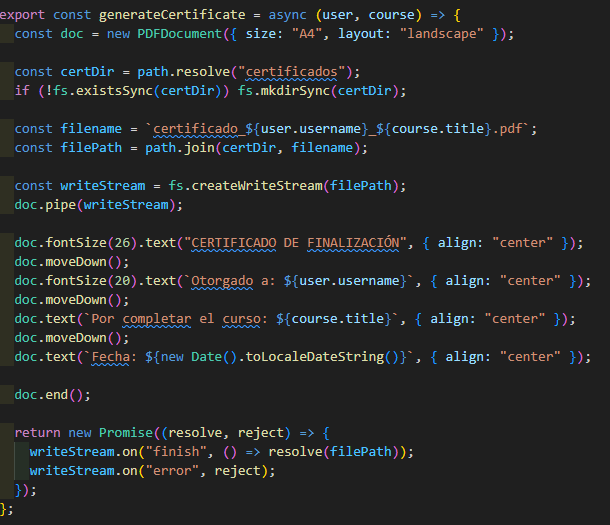 export const generateCertificate = async (user, course) => {
  const doc = new PDFDocument({ size: "A4", layout: "landscape" });

  const certDir = path.resolve("certificados");
  if (!fs.existsSync(certDir)) fs.mkdirSync(certDir);

  const filename = `certificado_${user.username}_${course.title}.pdf`;
  const filePath = path.join(certDir, filename);

  const writeStream = fs.createWriteStream(filePath);
  doc.pipe(writeStream);

  doc.fontSize(26).text("CERTIFICADO DE FINALIZACIÓN", { align: "center" });
  doc.moveDown();
  doc.fontSize(20).text(`Otorgado a: ${user.username}`, { align: "center" });
  doc.moveDown();
  doc.text(`Por completar el curso: ${course.title}`, { align: "center" });
  doc.moveDown();
  doc.text(`Fecha: ${new Date().toLocaleDateString()}`, { align: "center" });

  doc.end();

  return new Promise((resolve, reject) => {
    writeStream.on("finish", () => resolve(filePath));
    writeStream.on("error", reject);
  });
};